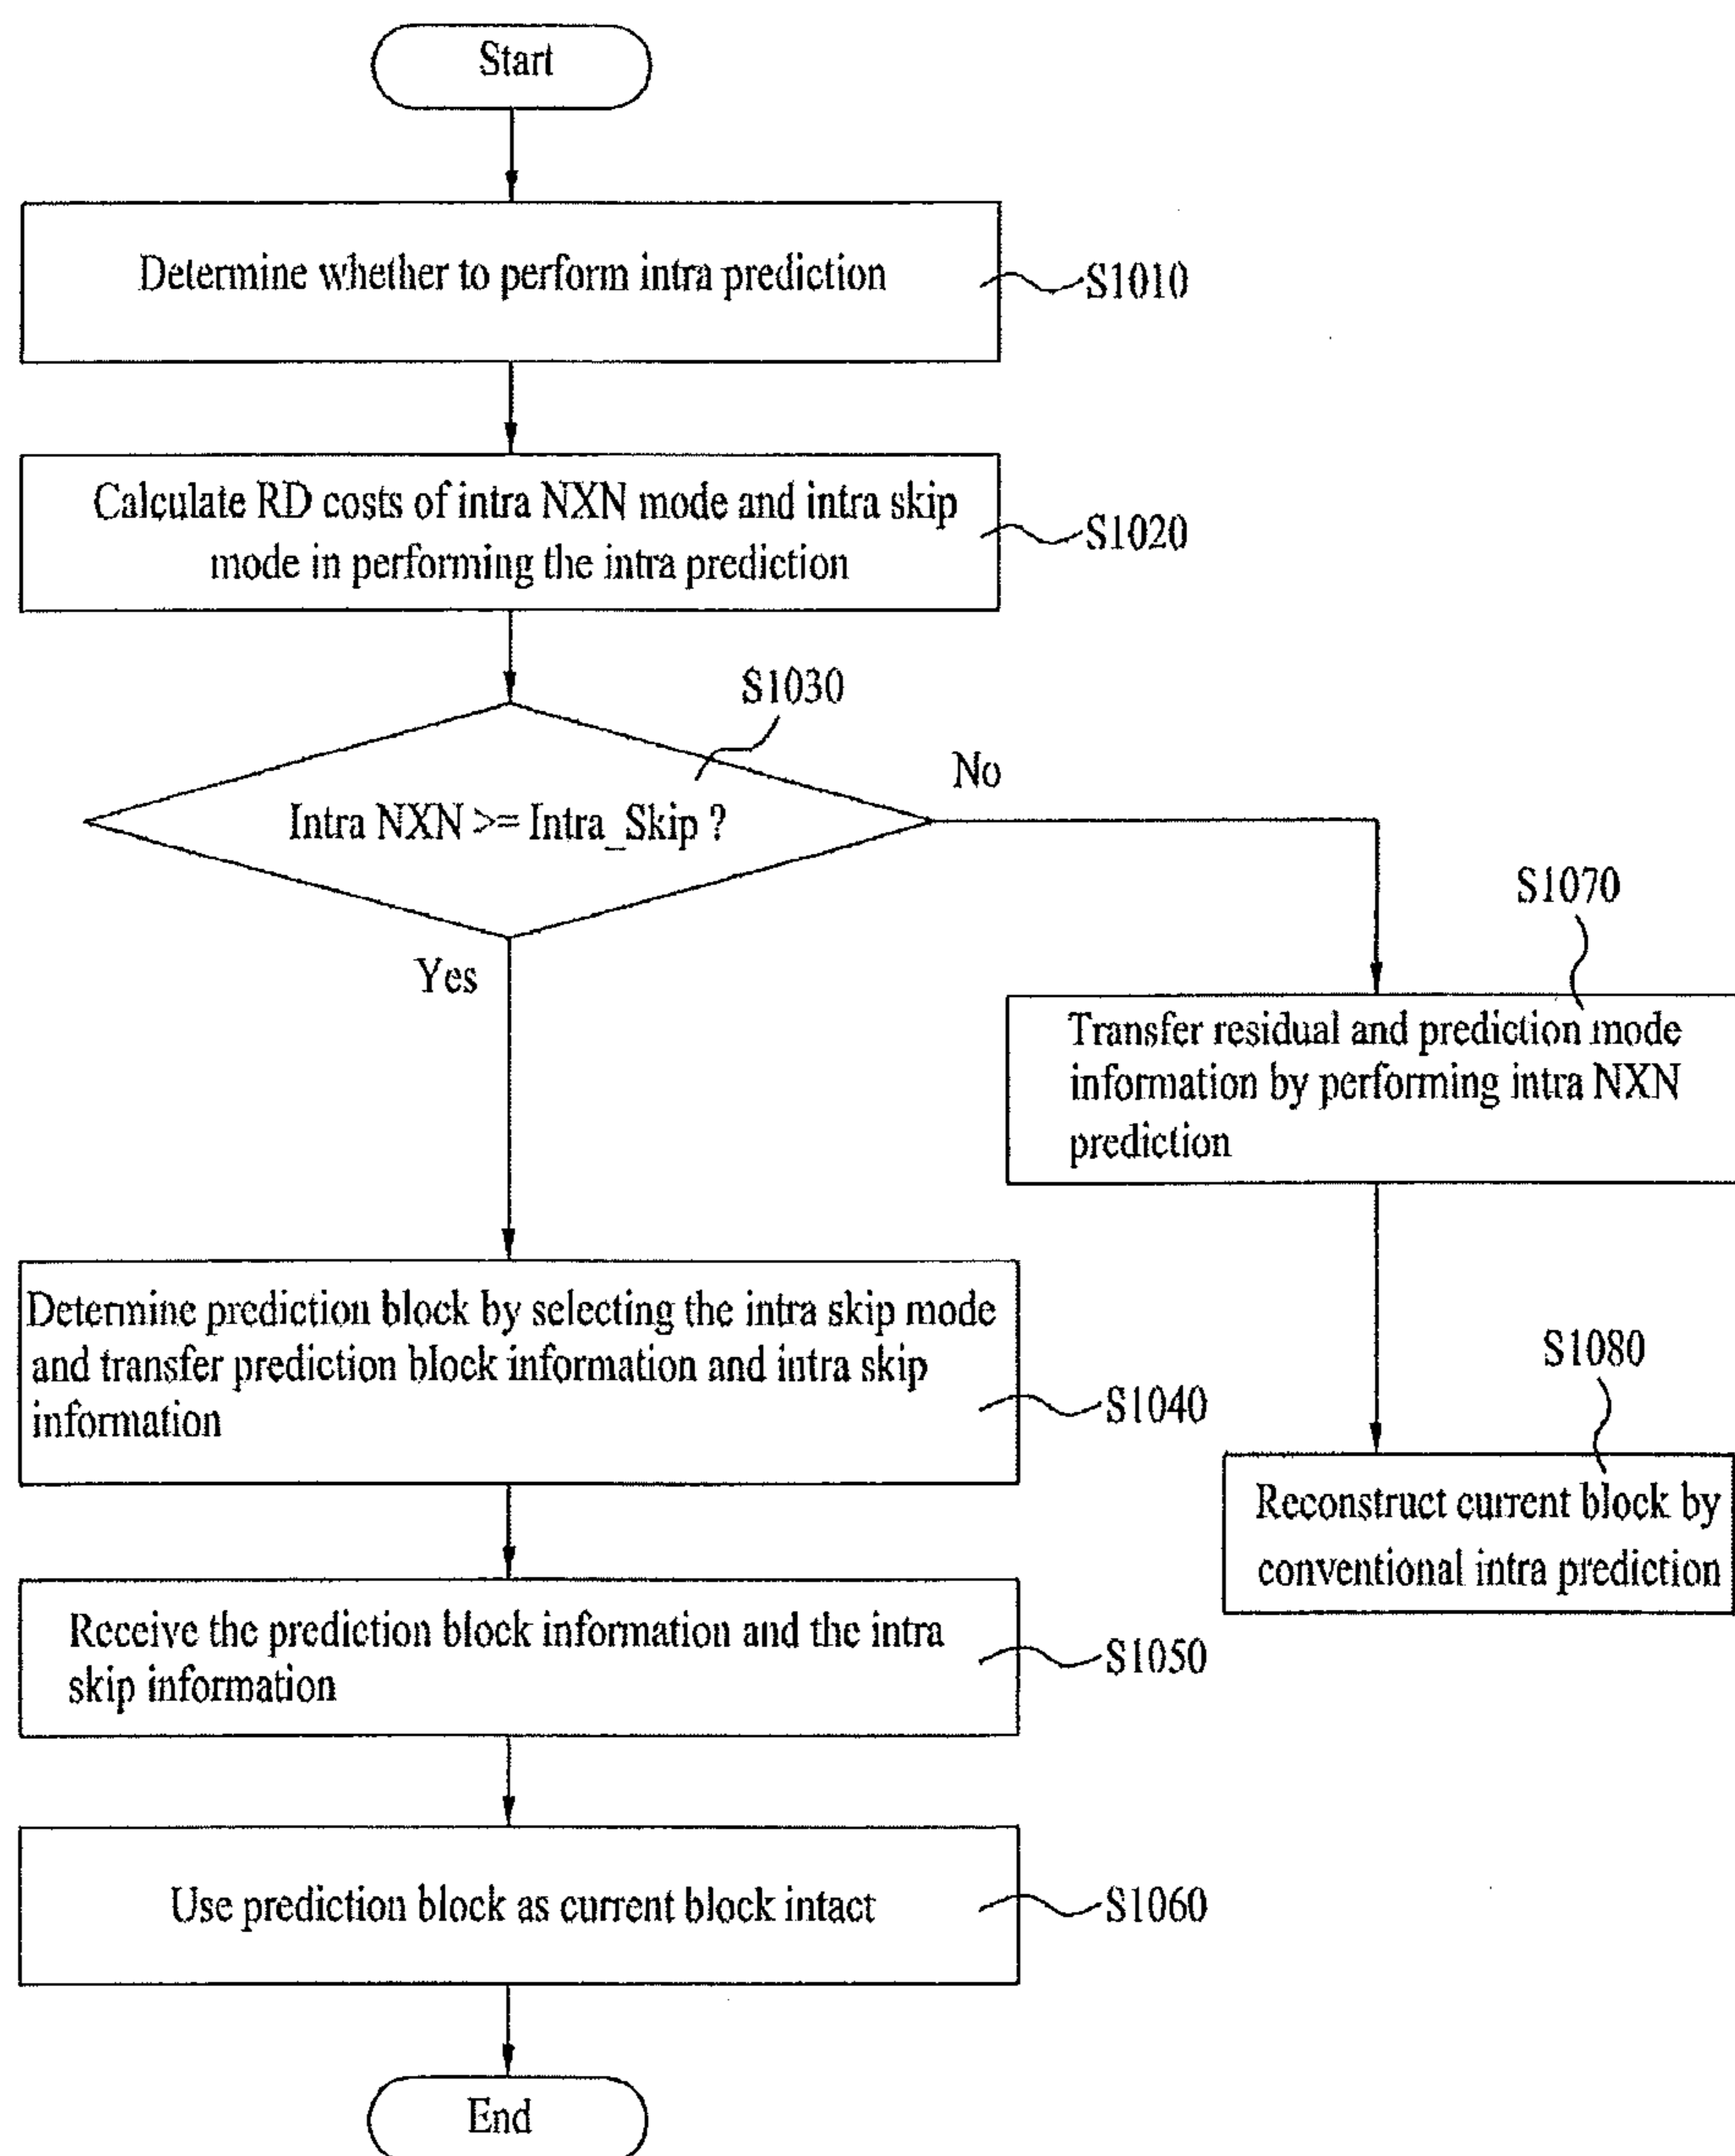 Start
Determine whether to perform intra prediction
S1010
Calculate RD costs of intra NXN mode and intra skip
mode in performing the intra prediction
S1020
S1030
Intra NXN >= Intra_Skip ?
No
Yes
S1070
Transfer residual and prediction mode
information by performing intra NXN
prediction
Determine prediction block by selecting the intra skip mode
and transfer prediction block information and intra skip
information
S1040
S1080
Reconstruct current block by
conventional intra prediction
Receive the prediction block information and the intra
skip information
S1050
Use prediction block as current block intact
S1060
End